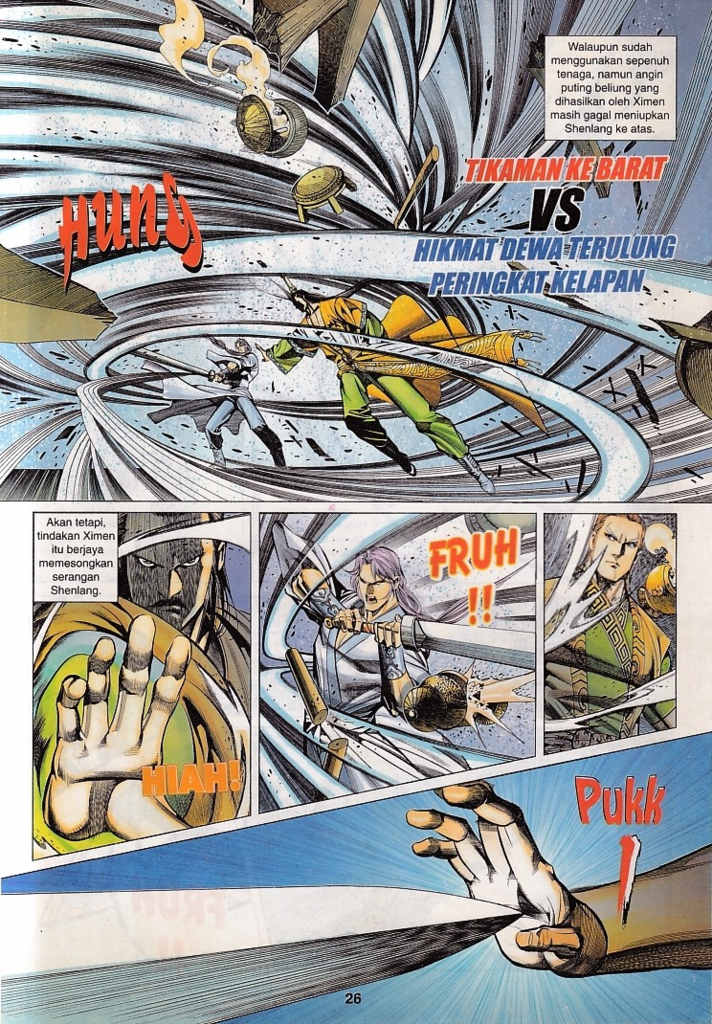 Walaupun sudah
menggunakan sepenuh
tenaga, namun angin
puting beliung yang
dihasilkan oleh Ximen
masih gagal meniupkan
Shenlang ke atas.
TIKAMAN KE BARAT
VS
HIKMAT DEWA TERULUNG
PERINGKAT KELAPAN
HUNG
Akan tetapi,
tindakan Ximen
itu berjaya
memesongkan
serangan
Shenlang.
HIAH!
FRUH
!!
PUKK
!
26